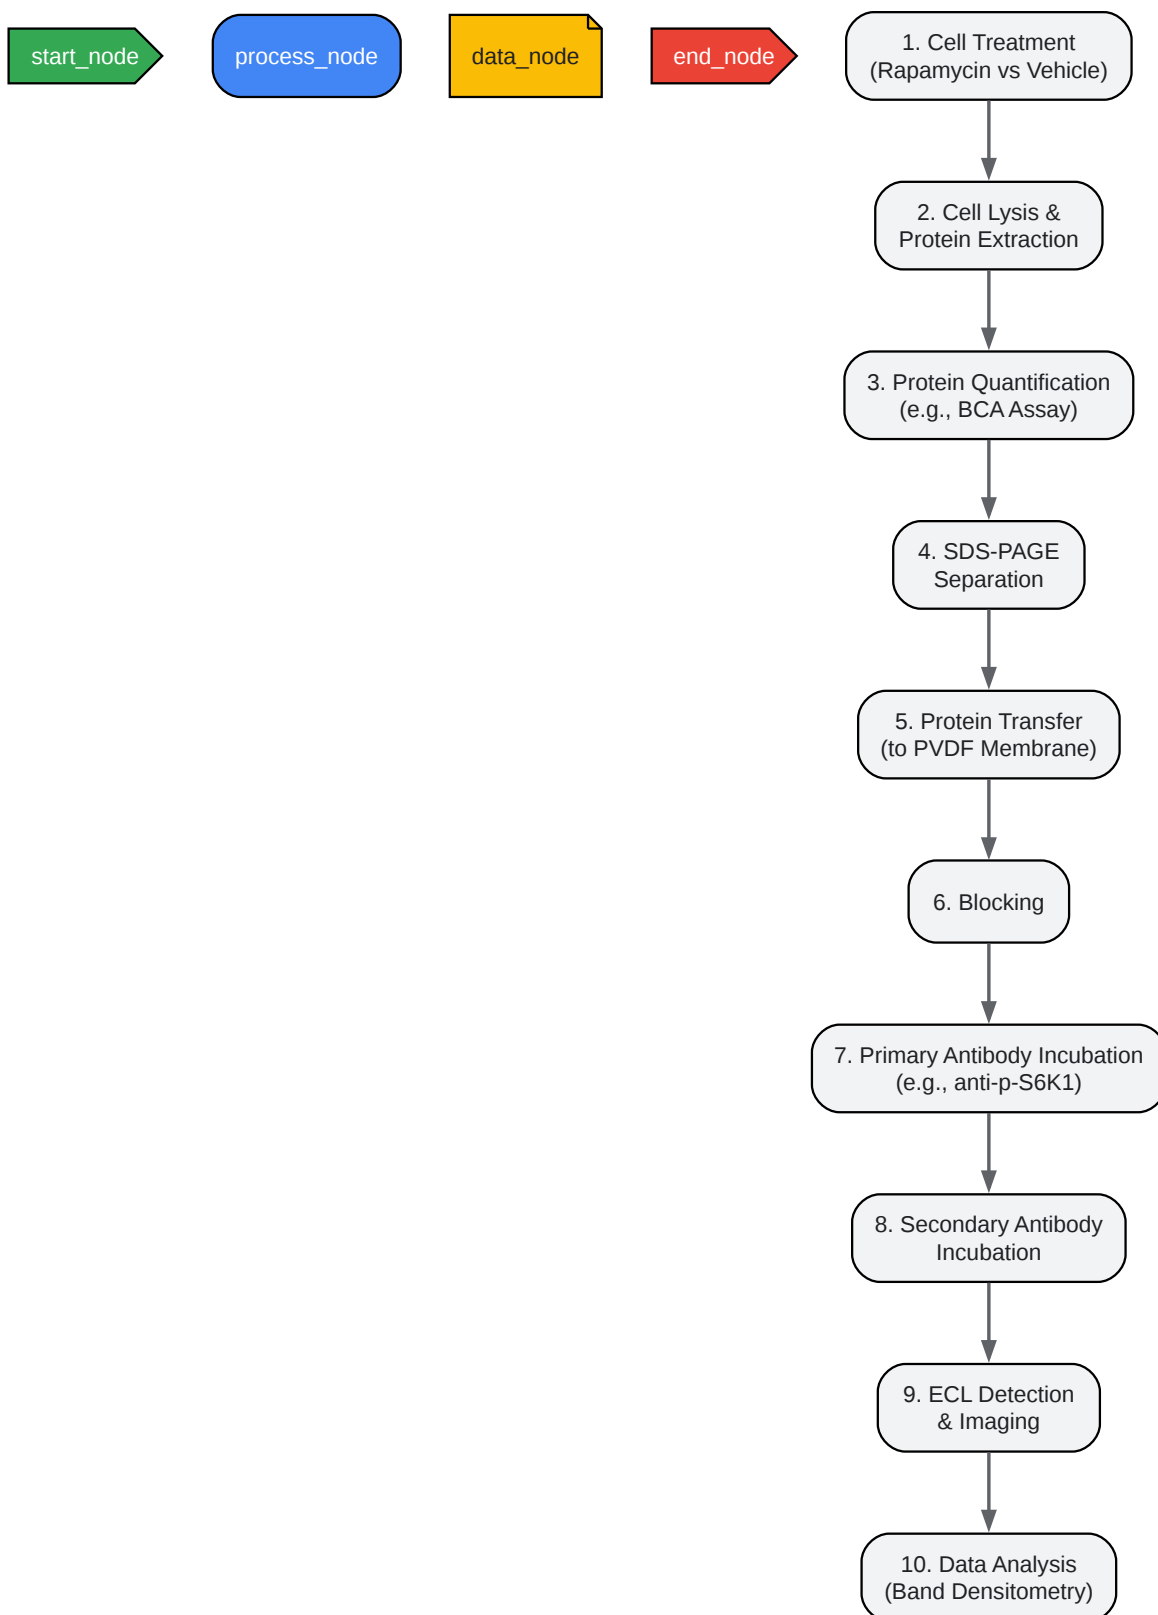 start_node
process_node
data_node
end_node
1. Cell Treatment
(Rapamycin vs Vehicle)
2. Cell Lysis &
Protein Extraction
3. Protein Quantification
(e.g., BCA Assay)
4. SDS-PAGE
Separation
5. Protein Transfer
(to PVDF Membrane)
6. Blocking
7. Primary Antibody Incubation
(e.g., anti-p-S6K1)
8. Secondary Antibody
Incubation
9. ECL Detection
& Imaging
10. Data Analysis
(Band Densitometry)